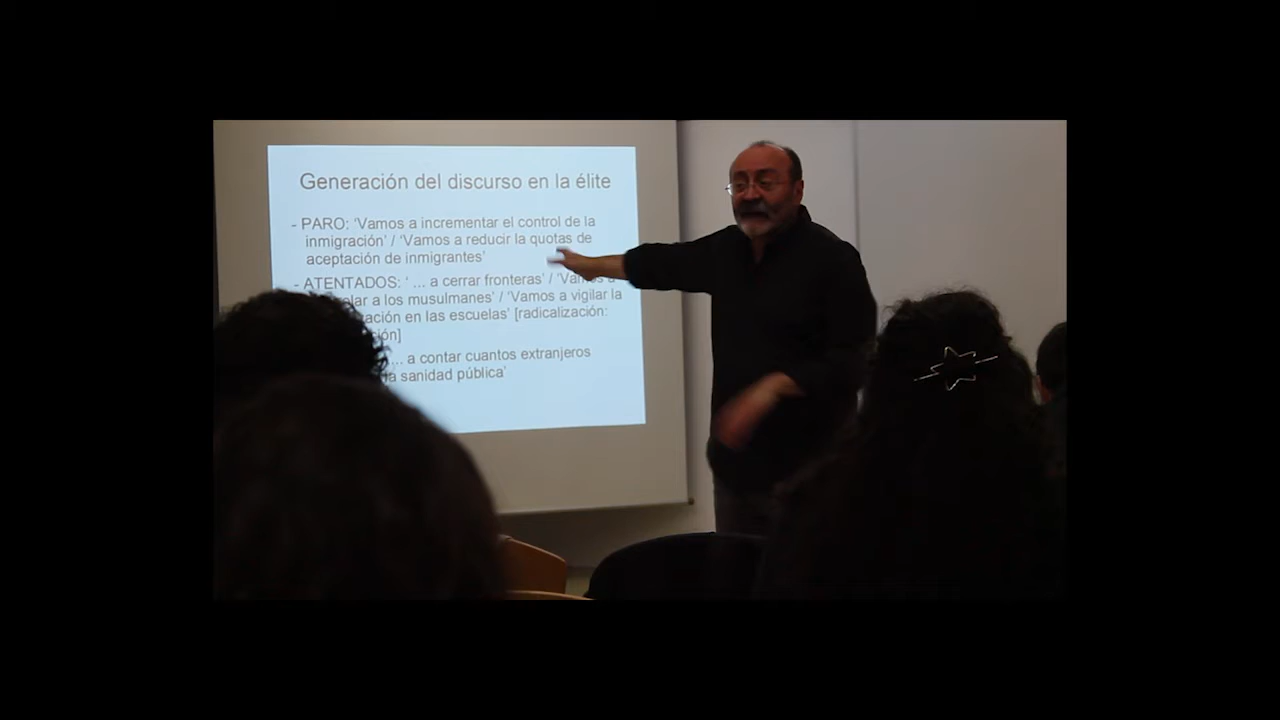 Generación del discurso en la élite
- PARO: 'Vamos a incrementar el control de la
inmigración' / 'Vamos a reducir la quotas de
aceptación de inmigrantes'
- ATENTADOS: ' ... a cerrar fronteras' / 'Vamos a
a los musulmanes' / 'Vamos a vigilar la
en las escuelas' [radicalización:
... a contar cuantos extranjeros
la sanidad pública'